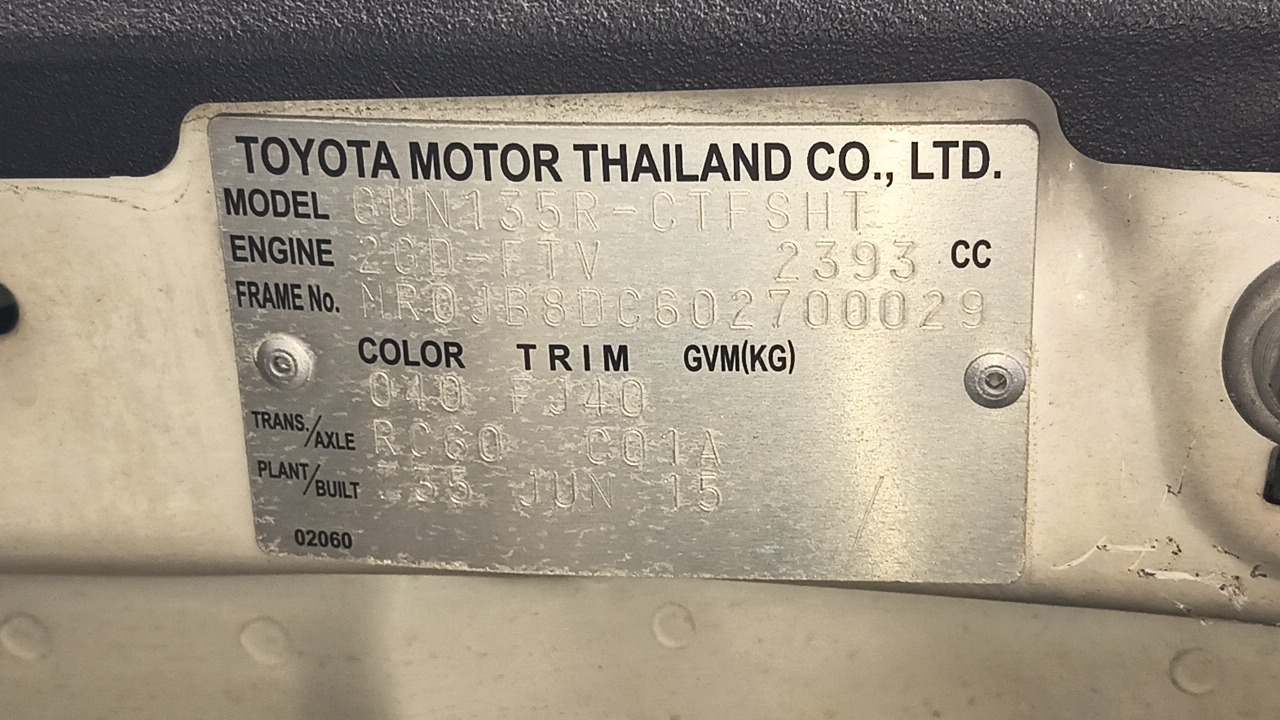 TOYOTA MOTOR THAILAND CO., LTD.
MODEL GUN135R-CTFSHT
ENGINE 2GD-FTV 2393 CC
FRAME No. MR0JB8DC602700029
COLOR TRIM GVM(KG)
040 FJ40
TRANS./AXLE RC60 C01A
PLANT/BUILT JUN 15 /
02060